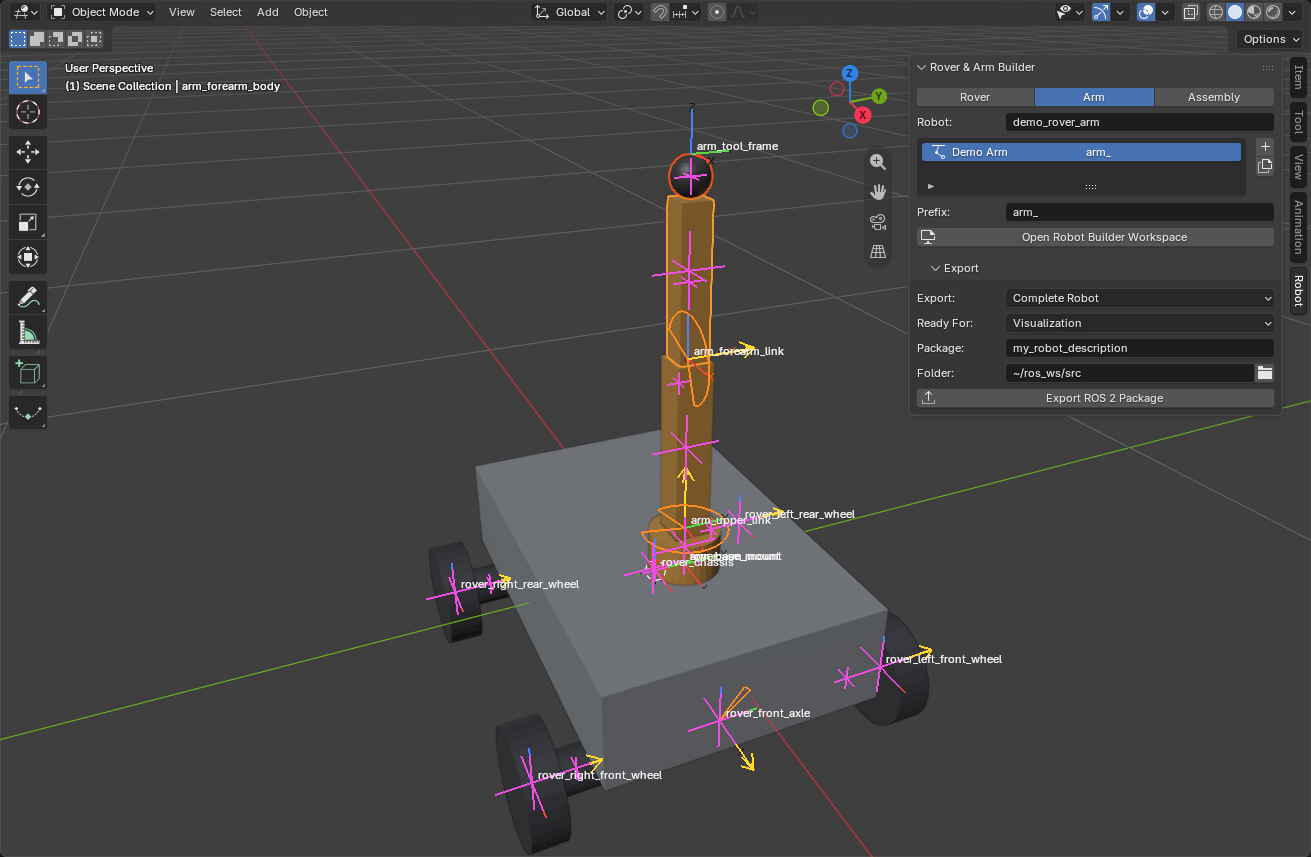 Object Mode View Select Add Object Global
Options
User Perspective
(1) Scene Collection | arm_forearm_body
Z
Y
X
Rover & Arm Builder
Rover Arm Assembly
Robot: demo_rover_arm
Demo Arm arm_
Prefix: arm_
Open Robot Builder Workspace
Export
Export: Complete Robot
Ready For: Visualization
Package: my_robot_description
Folder: ~/ros_ws/src
Export ROS 2 Package
Item
Tool
View
Animation
Robot
arm_tool_frame
arm_forearm_link
rover_left_rear_wheel
arm_upper_link
rover_chassis
rover_right_rear_wheel
rover_left_front_wheel
rover_front_axle
rover_right_front_wheel